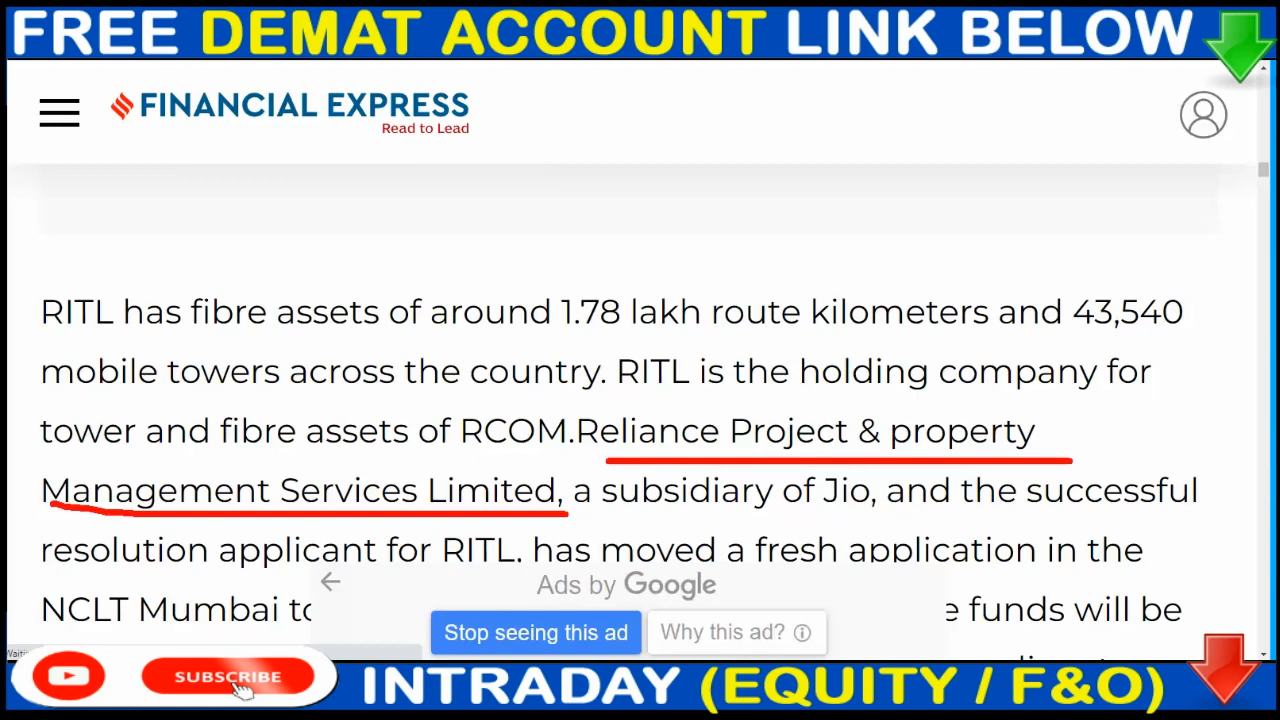 FREE DEMAT ACCOUNT LINK BELOW
FINANCIAL EXPRESS
Read to Lead
RITL has fibre assets of around 1.78 lakh route kilometers and 43,540
mobile towers across the country. RITL is the holding company for
tower and fibre assets of RCOM.Reliance Project & property
Management Services Limited, a subsidiary of Jio, and the successful
resolution applicant for RITL, has moved a fresh application in the
NCLT Mumbai to
e funds will be
Ads by Google
Stop seeing this ad
Why this ad?
SUBSCRIBE
INTRADAY (EQUITY / F&O)